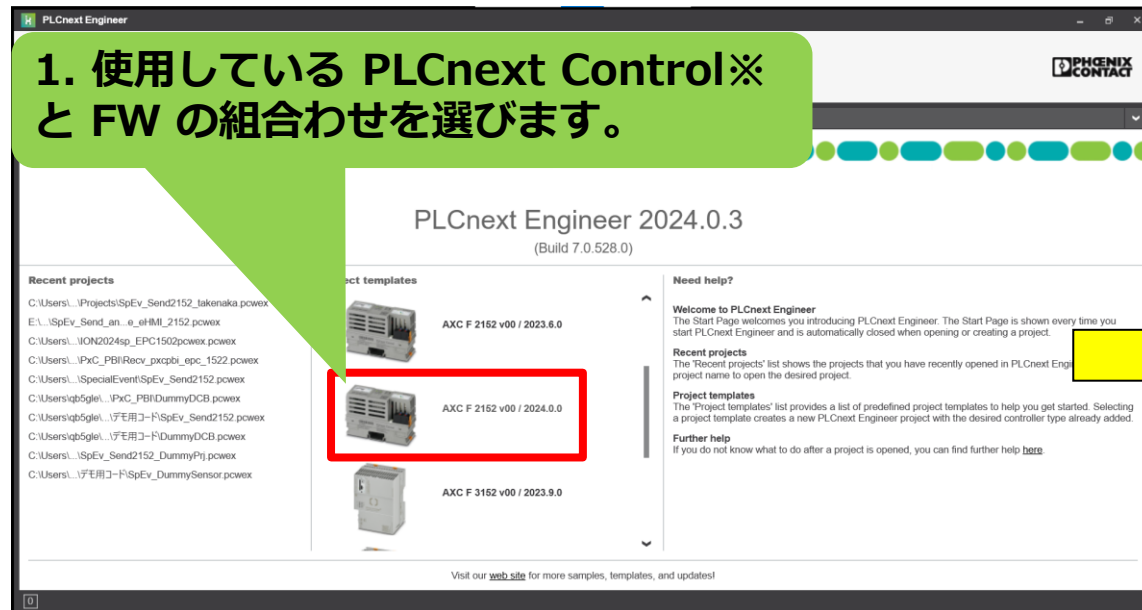 PLCnext Engineer
1. 使用している PLCnext Control※
と FW の組合わせを選びます。
PHŒNIX
CONTACT
PLCnext Engineer 2024.0.3
(Build 7.0.528.0)
Recent projects
C:\Users\...\Projects\SpEv_Send2152_takenaka.pcwex
E:\...\SpEv_Send_an...e_eHMI_2152.pcwex
C:\Users\...\ION2024sp_EPC1502pcwex.pcwex
C:\Users\...\PxC_PBI\Recv_pxcpbi_epc_1522.pcwex
C:\Users\...\SpecialEvent\SpEv_Send2152.pcwex
C:\Users\qb5gle\...\PxC_PBI\DummyDCB.pcwex
C:\Users\qb5gle\...\デモ用コード\SpEv_Send2152.pcwex
C:\Users\qb5gle\...\デモ用コード\DummyDCB.pcwex
C:\Users\...\SpEv_Send2152_DummyPrj.pcwex
C:\Users\...\デモ用コード\SpEv_DummySensor.pcwex
ect templates
AXC F 2152 v00 / 2023.6.0
AXC F 2152 v00 / 2024.0.0
AXC F 3152 v00 / 2023.9.0
Need help?
Welcome to PLCnext Engineer
The Start Page welcomes you introducing PLCnext Engineer. The Start Page is shown every time you
start PLCnext Engineer and is automatically closed when opening or creating a project.
Recent projects
The 'Recent projects' list shows the projects that you have recently opened in PLCnext Engi
project name to open the desired project.
Project templates
The 'Project templates' list provides a list of predefined project templates to help you get started. Selecting
a project template creates a new PLCnext Engineer project with the desired controller type already added.
Further help
If you do not know what to do after a project is opened, you can find further help here.
Visit our web site for more samples, templates, and updates!
0